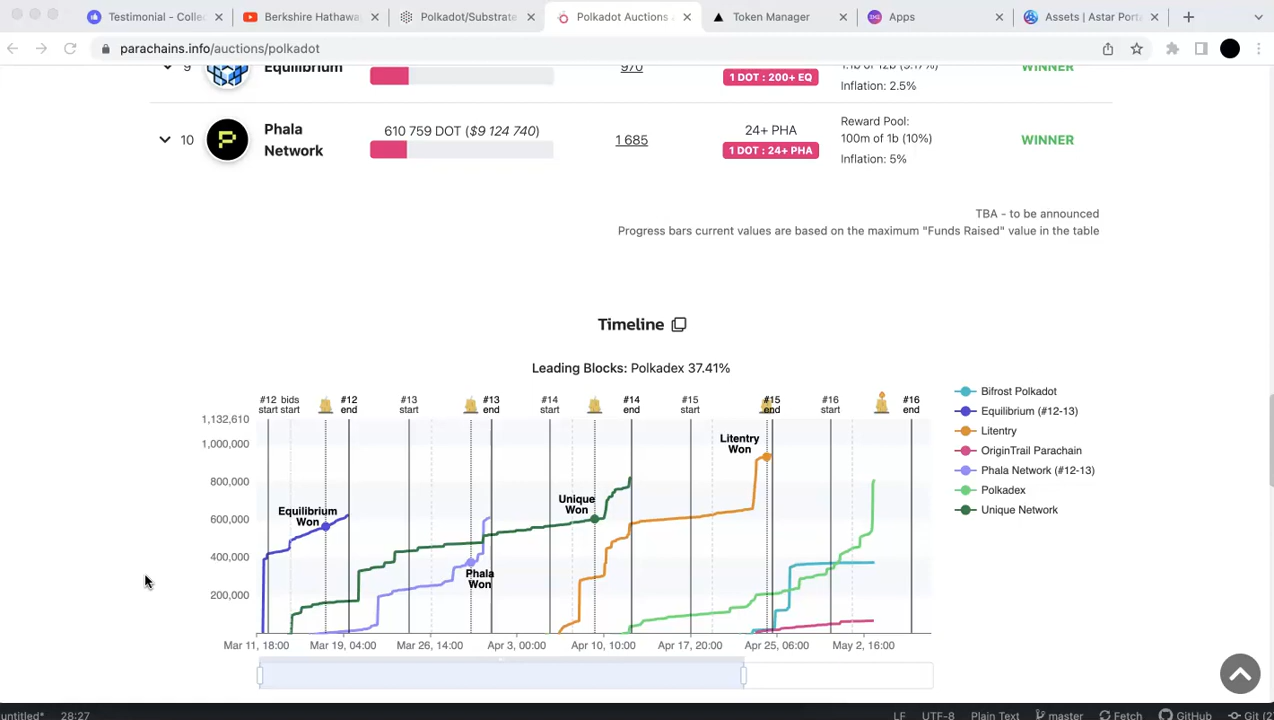 Testimonial - Colle
Berkshire Hathawa
Polkadot/Substrate
Polkadot Auctions
Token Manager
Apps
Assets | Astar Port
parachains.info/auctions/polkadot
9
Equilibrium
970
1 DOT : 200+ EQ
Inflation: 2.5%
WINNER
10
Phala
Network
610 759 DOT ($9 124 740)
1 685
24+ PHA
1 DOT : 24+ PHA
Reward Pool:
100m of 1b (10%)
Inflation: 5%
WINNER
TBA - to be announced
Progress bars current values are based on the maximum "Funds Raised" value in the table
Timeline
Leading Blocks: Polkadex 37.41%
#12 start
bids start
#12 end
#13 start
#13 end
#14 start
#14 end
#15 start
#15 end
#16 start
#16 end
1,132,610
1,000,000
800,000
600,000
400,000
200,000
Equilibrium
Won
Phala
Won
Unique
Won
Litentry
Won
Mar 11, 18:00
Mar 19, 04:00
Mar 26, 14:00
Apr 3, 00:00
Apr 10, 10:00
Apr 17, 20:00
Apr 25, 06:00
May 2, 16:00
Bifrost Polkadot
Equilibrium (#12-13)
Litentry
OriginTrail Parachain
Phala Network (#12-13)
Polkadex
Unique Network
untitled*
28:27
LF
UTF-8
Plain Text
master
Fetch
GitHub
Git (2